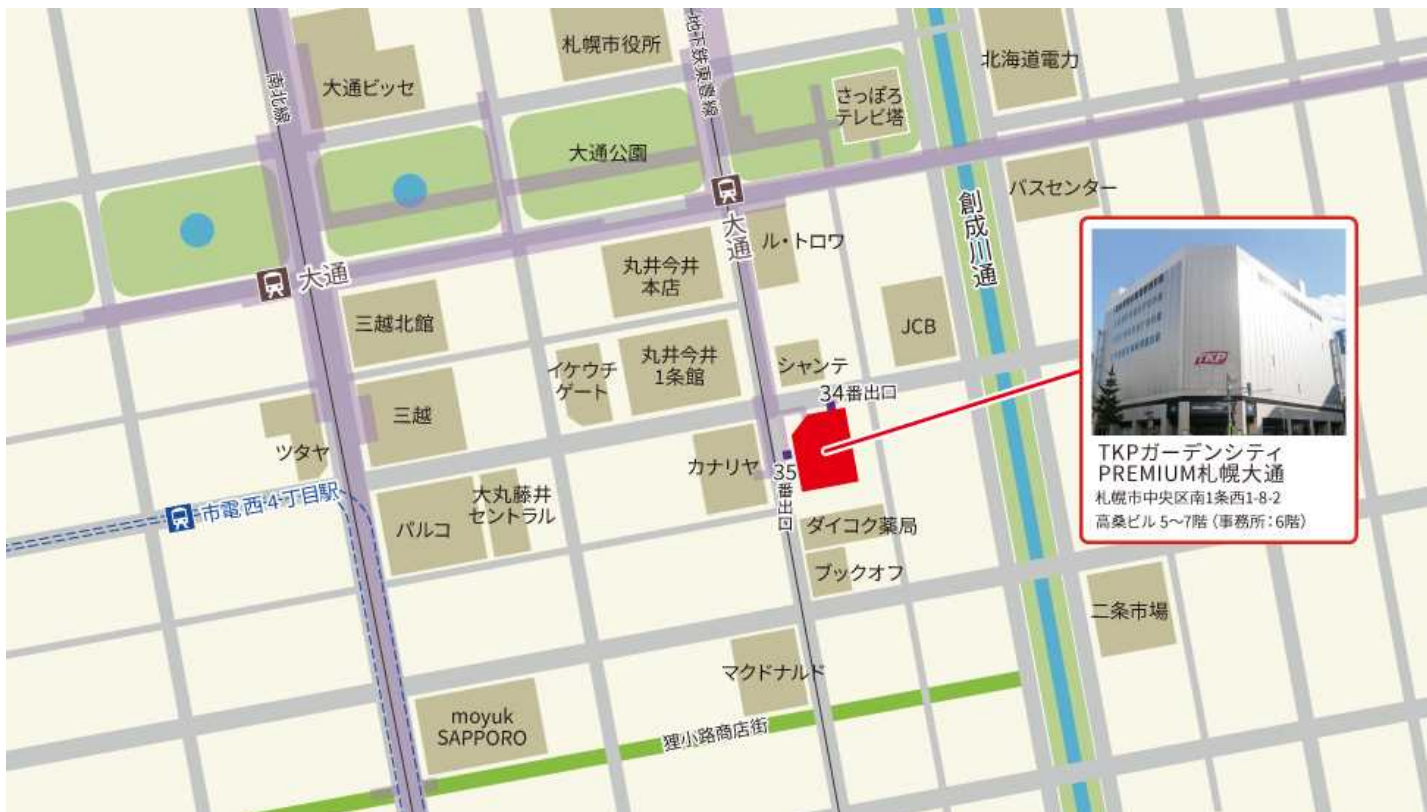 札幌市役所
地下鉄東豊線
北海道電力
南北線
大通ビッセ
さっぽろ
テレビ塔
大通公園
バスセンター
大通
創成川通
ル・トロワ
大通
丸井今井
本店
三越北館
JCB
丸井今井
1条館
シャンテ
イケウチ
ゲート
34番出口
三越
TKP
ツタヤ
カナリヤ
35番出口
TKPガーデンシティ
PREMIUM札幌大通
札幌市中央区南1条西1-8-2
高桑ビル 5〜7階 (事務所:6階)
市電 西4丁目駅
大丸藤井
セントラル
パルコ
ダイコク薬局
ブックオフ
二条市場
マクドナルド
moyuk
SAPPORO
狸小路商店街